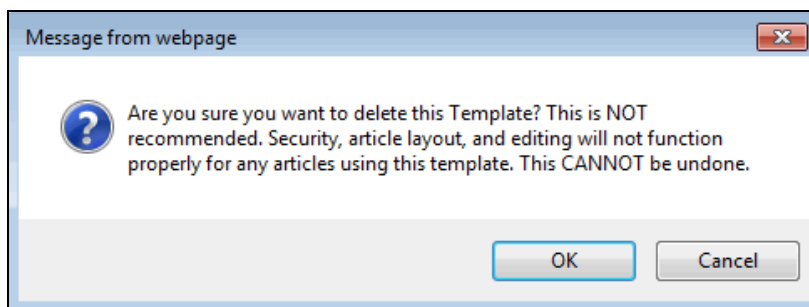 Message from webpage
Are you sure you want to delete this Template? This is NOT
recommended. Security, article layout, and editing will not function
properly for any articles using this template. This CANNOT be undone.
OK
Cancel